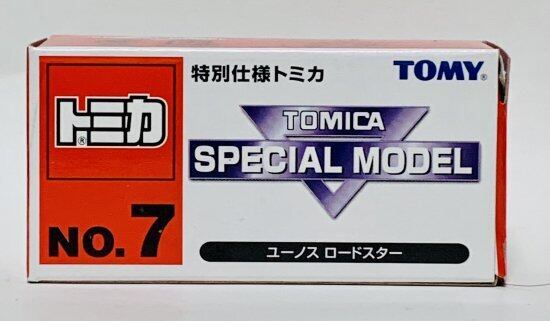 特別仕様トミカ
TOMY®
トミカ®
TOMICA
SPECIAL MODEL
NO.7
ユーノス ロードスター